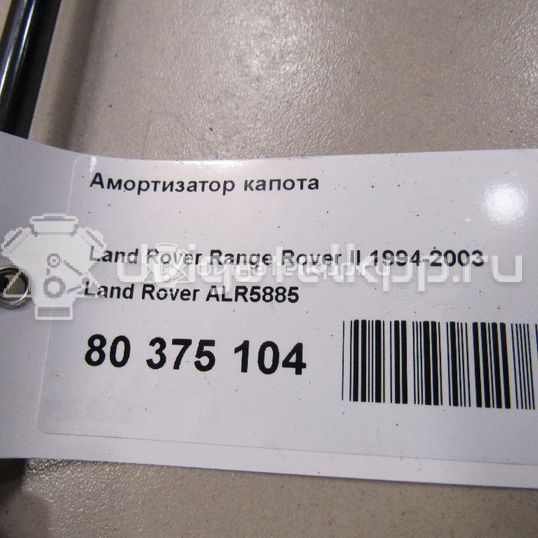 Амортизатор капота
Land Rover Range Rover II 1994-2003
Land Rover ALR5885
80 375 104